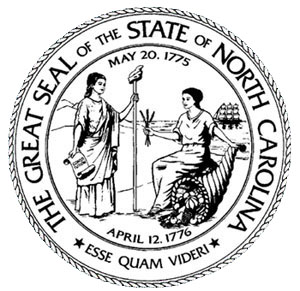 THE GREAT SEAL OF THE STATE OF NORTH CAROLINA
MAY 20. 1775
APRIL 12. 1776
★ ESSE QUAM VIDERI ★